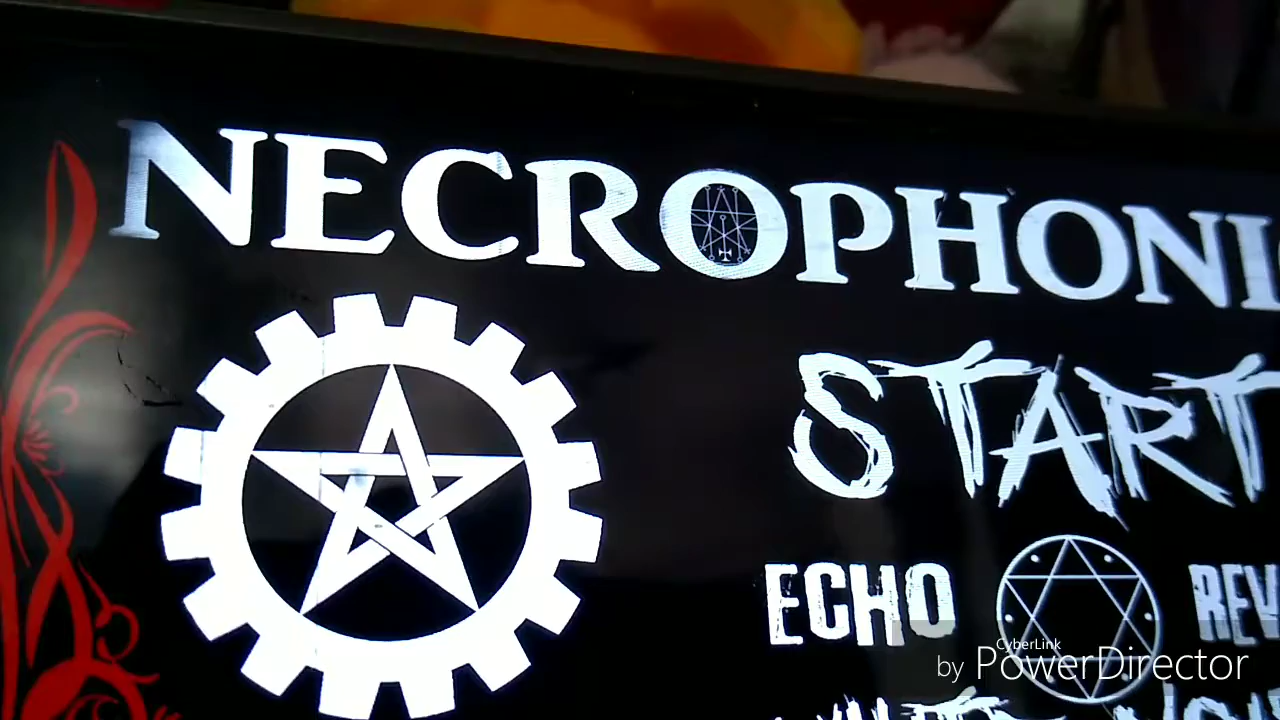 NECROPHONI
START
ECHO REV
CyberLink
by PowerDirector